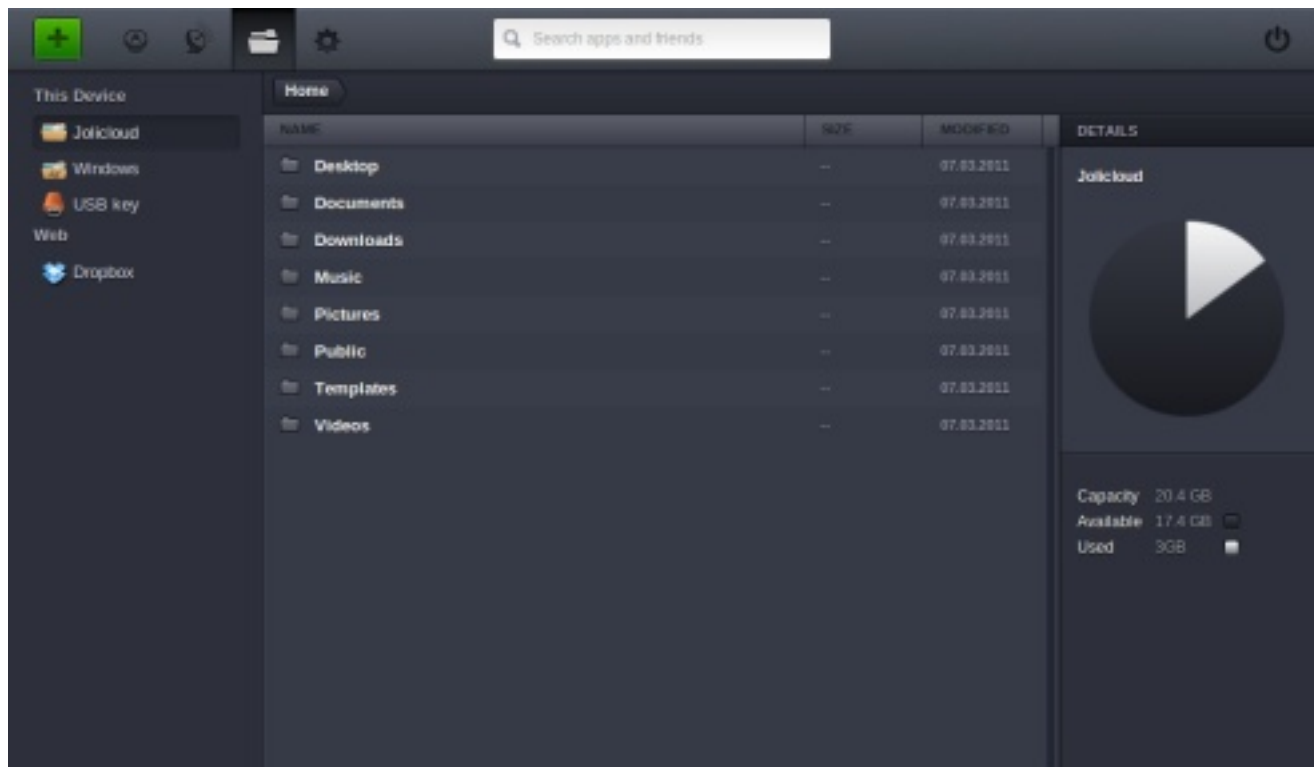 Search apps and friends
This Device
Jolicloud
Windows
USB key
Web
Dropbox
Home
NAME SIZE MODIFIED
Desktop -- 07.03.2011
Documents -- 07.03.2011
Downloads -- 07.03.2011
Music -- 07.03.2011
Pictures -- 07.03.2011
Public -- 07.03.2011
Templates -- 07.03.2011
Videos -- 07.03.2011
DETAILS
Jolicloud
Capacity 20.4 GB
Available 17.4 GB
Used 3GB